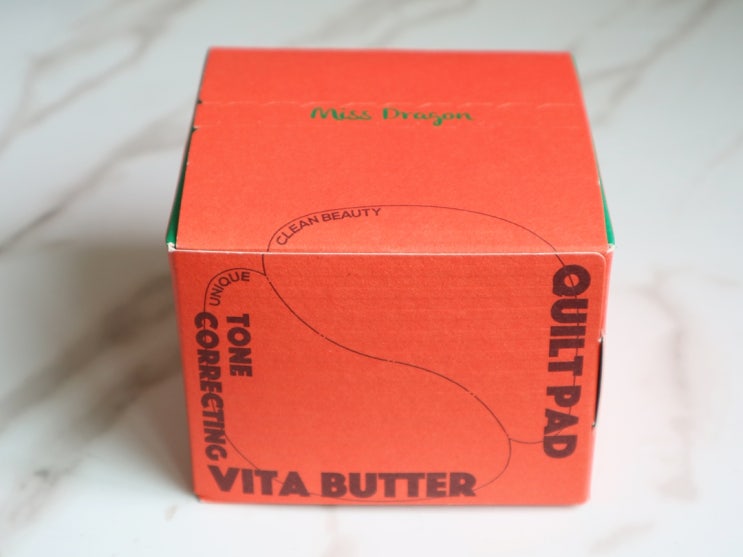 Miss Dragon
CLEAN BEAUTY
UNIQUE
TONE
CORRECTING
VITA BUTTER
QUILT PAD